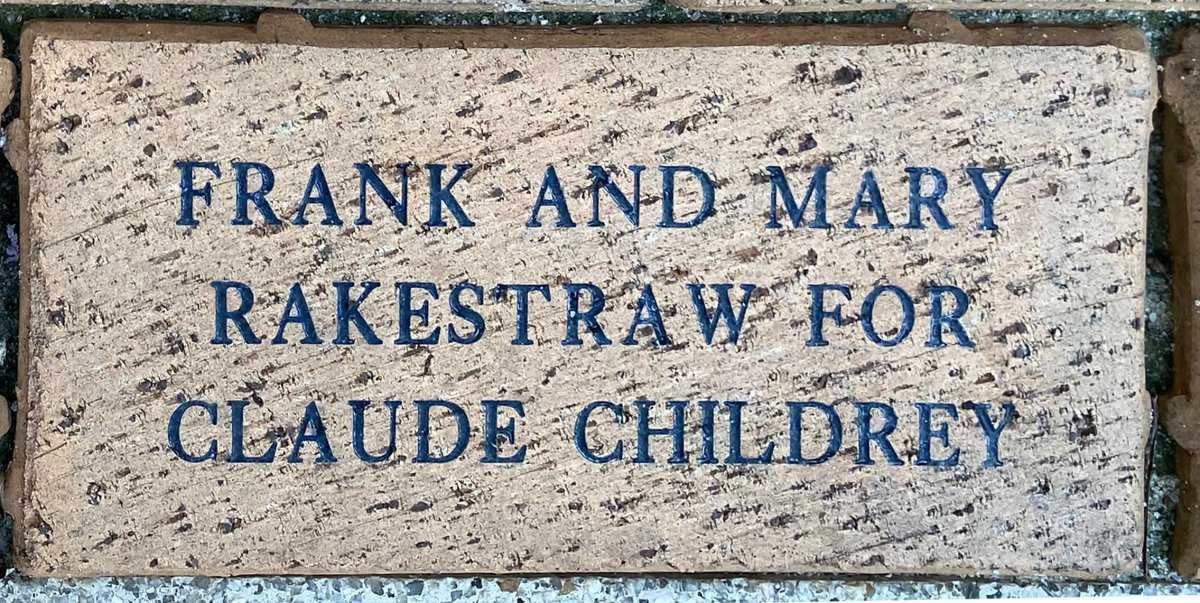 FRANK AND MARY
RAKESTRAW FOR
CLAUDE CHILDREY